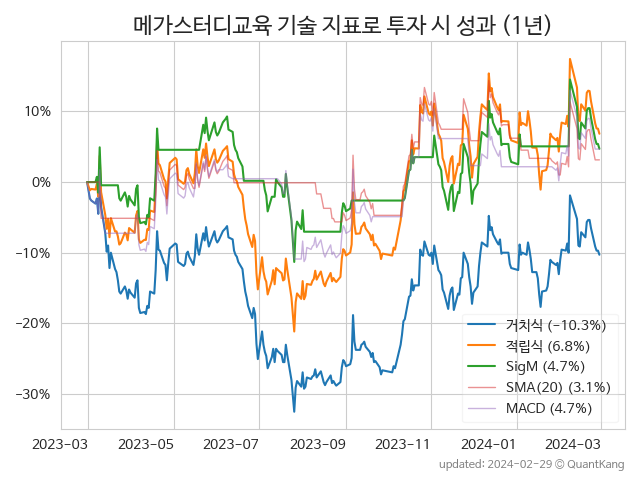 메가스터디교육 기술 지표로 투자 시 성과 (1년)
10%
0%
−10%
−20%
−30%
거치식 (−10.3%)
적립식 (6.8%)
SigM (4.7%)
SMA(20) (3.1%)
MACD (4.7%)
2023−03 2023−05 2023−07 2023−09 2023−11 2024−01 2024−03
updated: 2024−02−29 © QuantKang